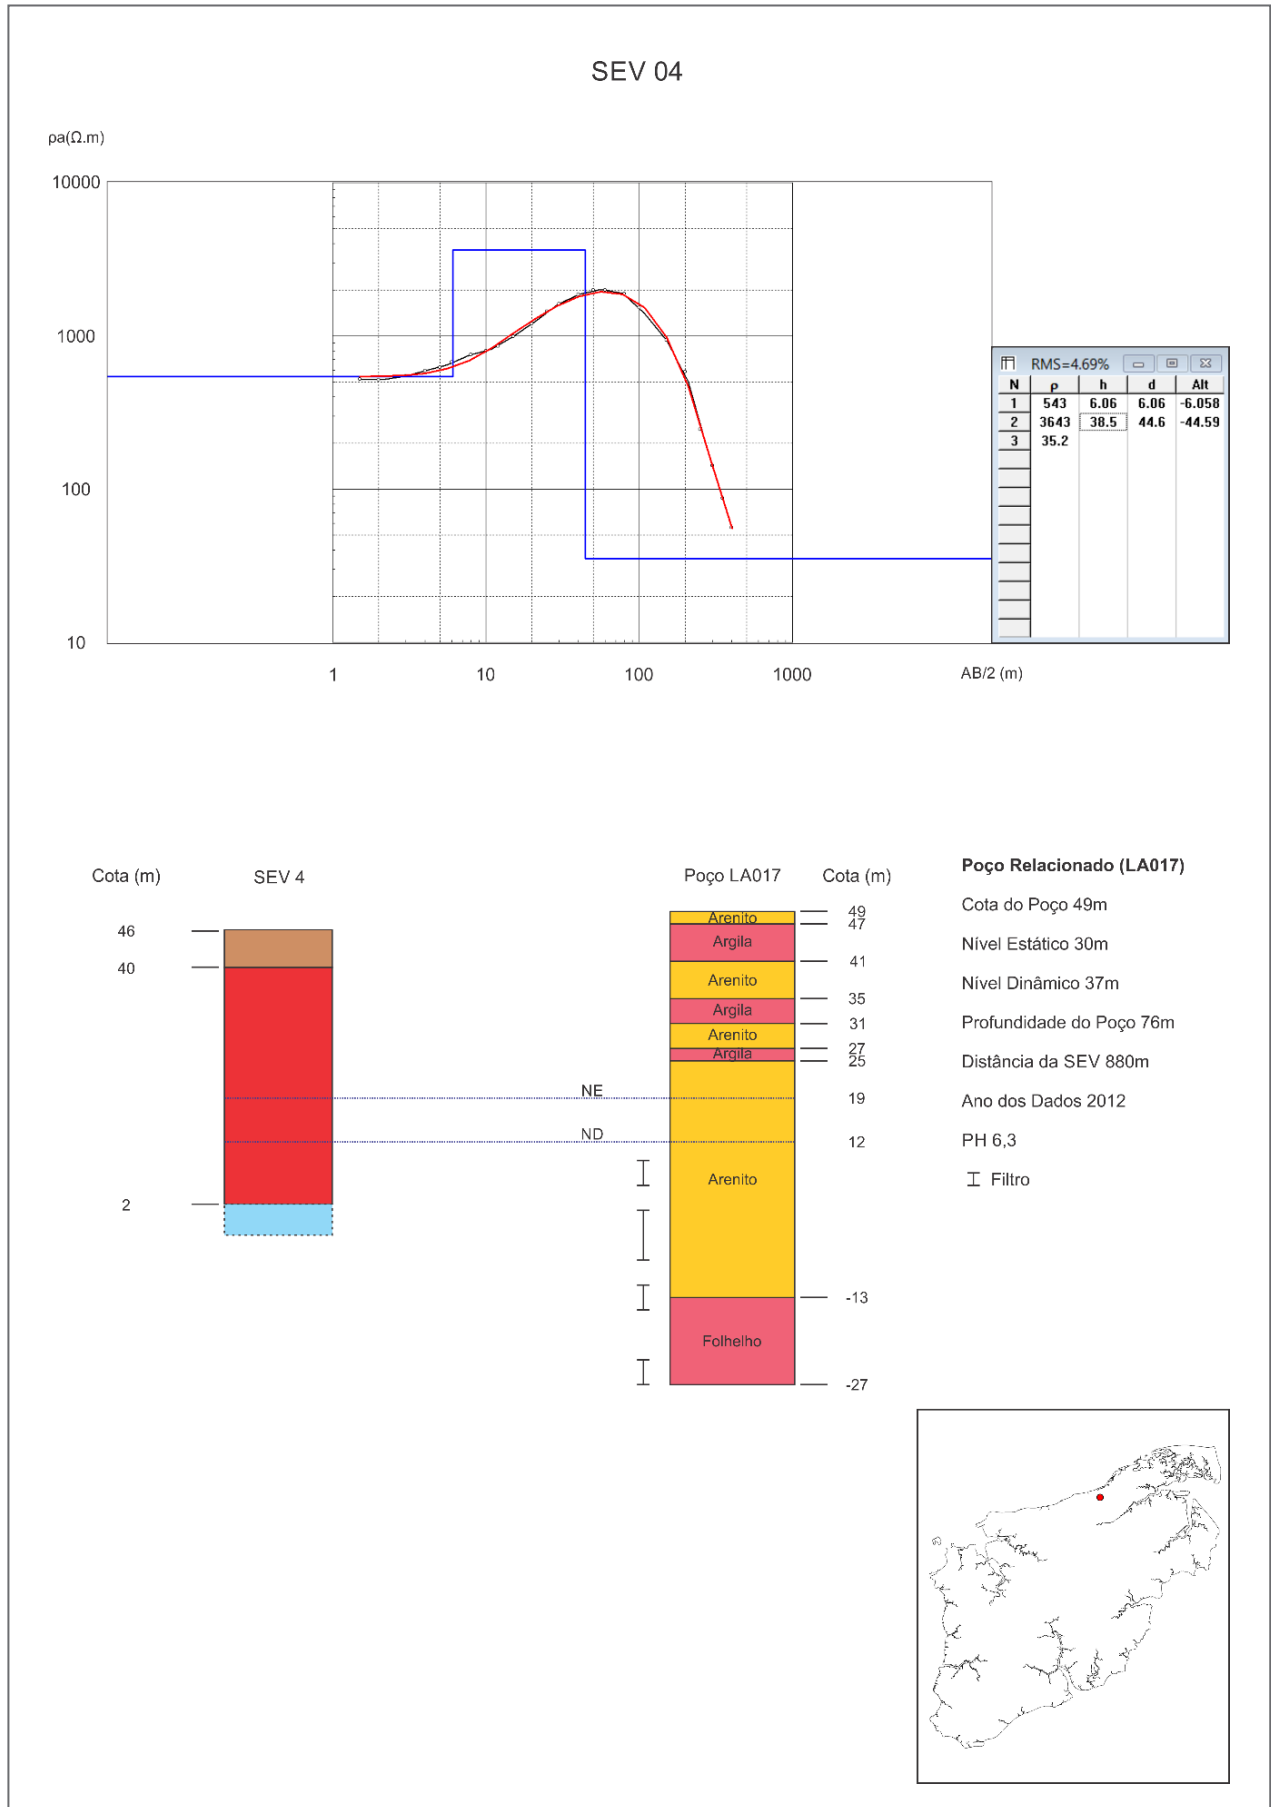 SEV 04
ρa(Ω.m)
10000
1000
100
10
1 10 100 1000 AB/2 (m)
RMS=4.69%
N ρ h d Alt
1 543 6.06 6.06 -6.058
2 3643 38.5 44.6 -44.59
3 35.2
Cota (m) SEV 4
46
40
2
NE
ND
Poço LA017 Cota (m)
Arenito
Argila
Arenito
Argila
Arenito
Argila
Arenito
Folhelho
49
47
41
35
31
27
25
19
12
-13
-27
Poço Relacionado (LA017)
Cota do Poço 49m
Nível Estático 30m
Nível Dinâmico 37m
Profundidade do Poço 76m
Distância da SEV 880m
Ano dos Dados 2012
PH 6,3
Filtro